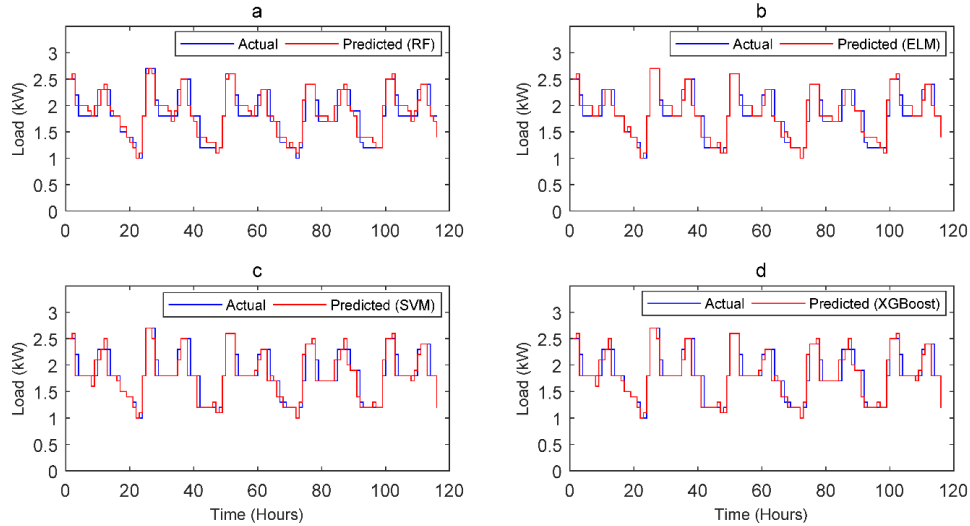 a
Actual Predicted (RF)
Load (kW)
3
2.5
2
1.5
1
0.5
0
0 20 40 60 80 100 120
Time (Hours)
b
Actual Predicted (ELM)
Load (kW)
3
2.5
2
1.5
1
0.5
0
0 20 40 60 80 100 120
Time (Hours)
c
Actual Predicted (SVM)
Load (kW)
3
2.5
2
1.5
1
0.5
0
0 20 40 60 80 100 120
Time (Hours)
d
Actual Predicted (XGBoost)
Load (kW)
3
2.5
2
1.5
1
0.5
0
0 20 40 60 80 100 120
Time (Hours)